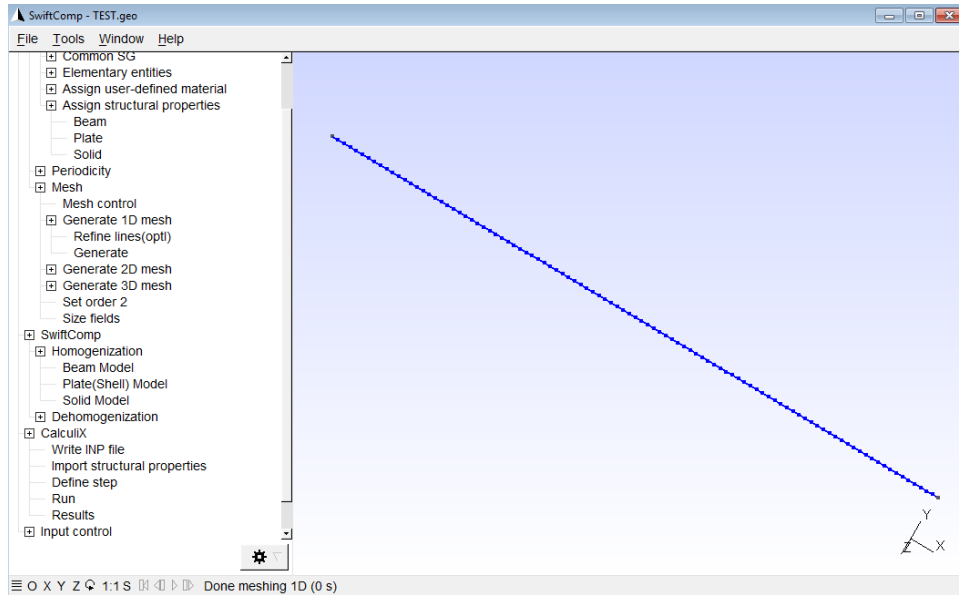 SwiftComp - TEST.geo
File Tools Window Help
Common SG
Elementary entities
Assign user-defined material
Assign structural properties
Beam
Plate
Solid
Periodicity
Mesh
Mesh control
Generate 1D mesh
Refine lines(optl)
Generate
Generate 2D mesh
Generate 3D mesh
Set order 2
Size fields
SwiftComp
Homogenization
Beam Model
Plate(Shell) Model
Solid Model
Dehomogenization
CalculiX
Write INP file
Import structural properties
Define step
Run
Results
Input control
Y
Z X
O X Y Z 1:1 S Done meshing 1D (0 s)